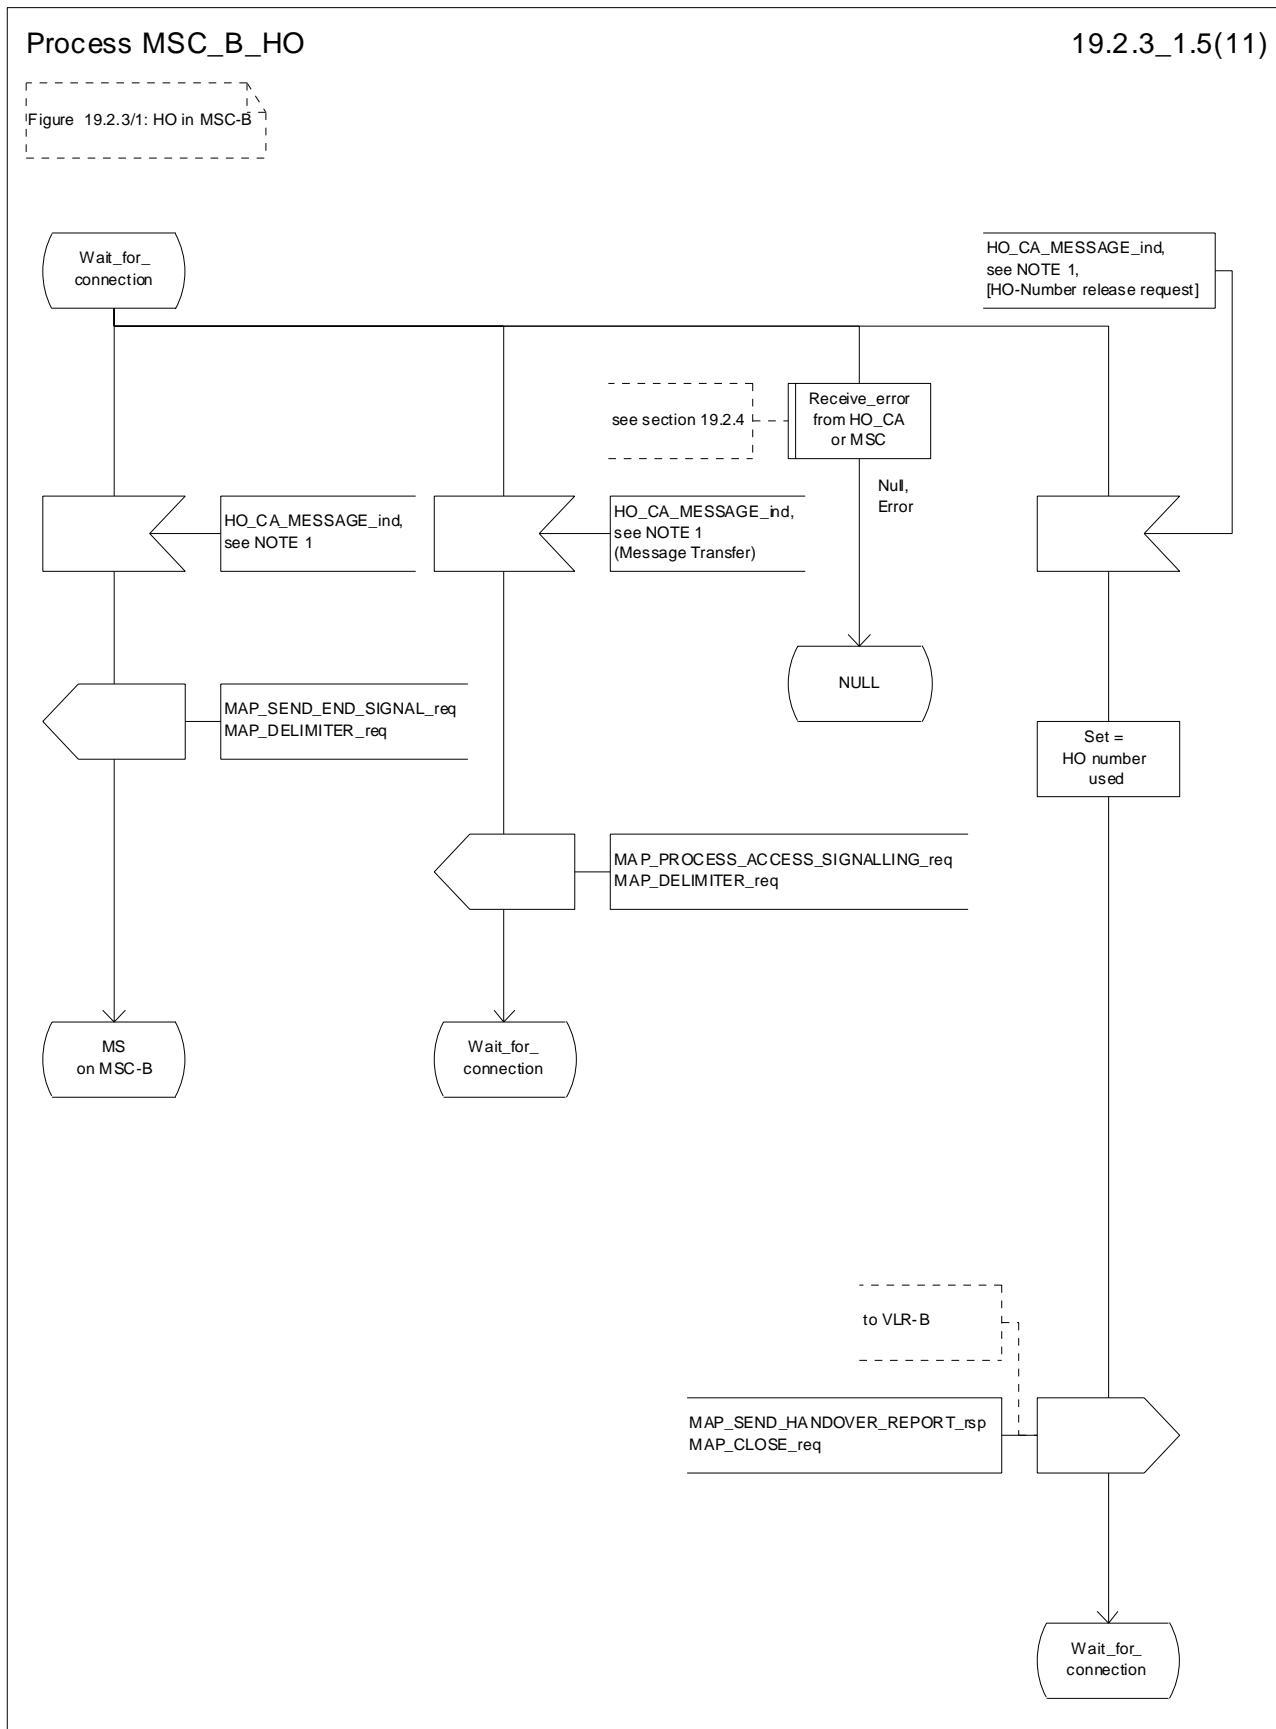 Process MSC_B_HO
19.2.3_1.5(11)
Figure 19.2.3/1: HO in MSC-B
Wait_for_
connection
HO_CA_MESSAGE_ind,
see NOTE 1,
[HO-Number release request]
see section 19.2.4
Receive_error
from HO_CA
or MSC
Null,
Error
HO_CA_MESSAGE_ind,
see NOTE 1
HO_CA_MESSAGE_ind,
see NOTE 1
(Message Transfer)
NULL
MAP_SEND_END_SIGNAL_req
MAP_DELIMITER_req
Set =
HO number
used
MAP_PROCESS_ACCESS_SIGNALLING_req
MAP_DELIMITER_req
MS
on MSC-B
Wait_for_
connection
to VLR-B
MAP_SEND_HANDOVER_REPORT_rsp
MAP_CLOSE_req
Wait_for_
connection